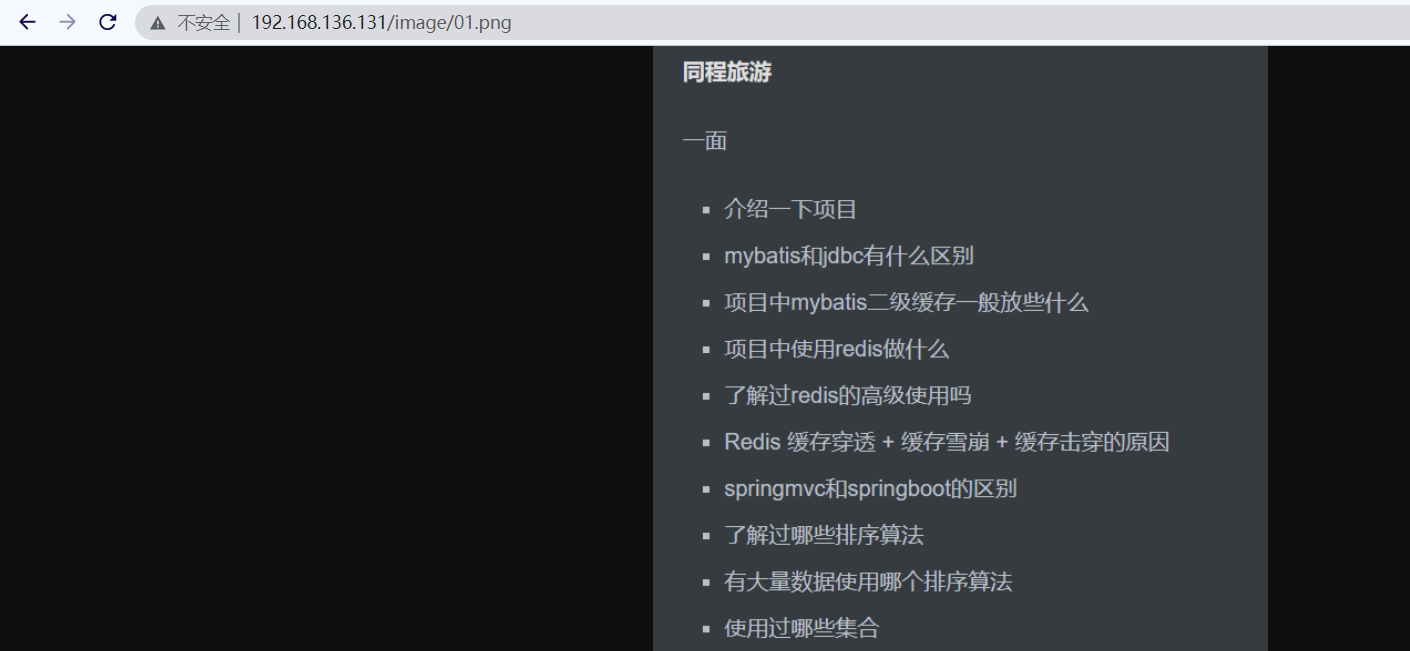 不安全 | 192.168.136.131/image/01.png
同程旅游
一面
▪ 介绍一下项目
▪ mybatis和jdbc有什么区别
▪ 项目中mybatis二级缓存一般放些什么
▪ 项目中使用redis做什么
▪ 了解过redis的高级使用吗
▪ Redis 缓存穿透 + 缓存雪崩 + 缓存击穿的原因
▪ springmvc和springboot的区别
▪ 了解过哪些排序算法
▪ 有大量数据使用哪个排序算法
▪ 使用过哪些集合